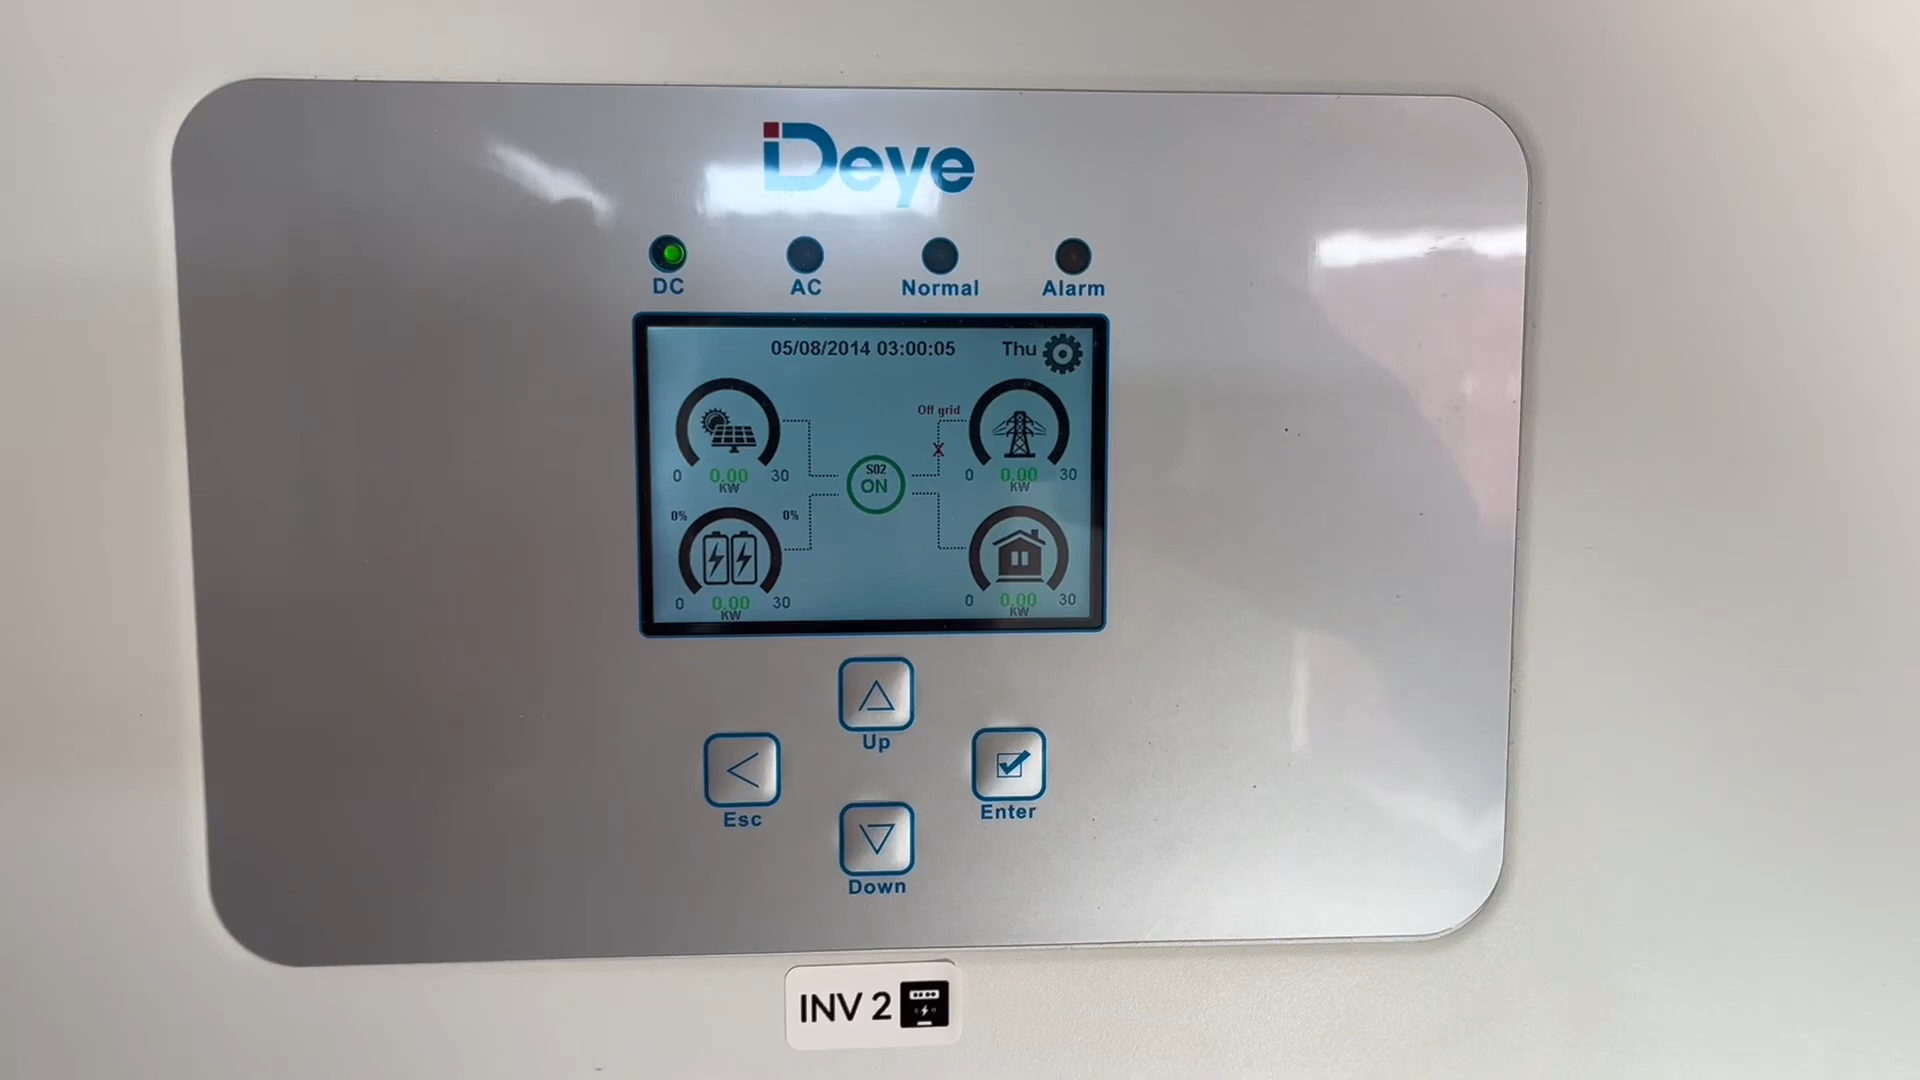 Deye
DC AC Normal Alarm
05/08/2014 03:00:05 Thu
Off grid
S02
ON
0 0.00 30
KW
0 0.00 30
KW
0% 0%
0 0.00 30
KW
0 0.00 30
KW
Up
Esc
Enter
Down
INV 2